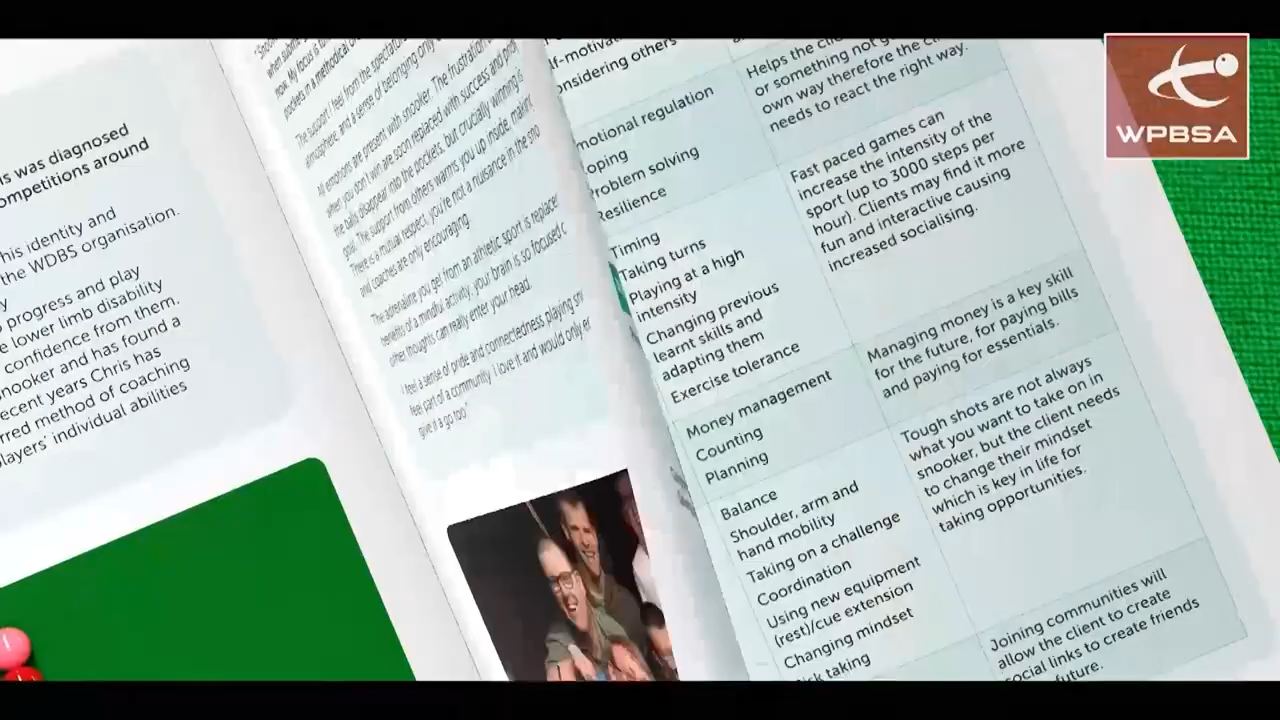 is was diagnosed
ompetitions around
his identity and
the WDBS organisation.
progress and play
e lower limb disability
confidence from them.
nooker and has found a
ecent years Chris has
rred method of coaching
layers' individual abilities
The support I feel from the spectators
atmosphere, and a sense of belonging only
All emotions are present with snooker. The frustration
when you start are soon replaced with success and
the balls disappear into the pockets, but crucially winning is
goal. The support from others warms you up inside, making
There is a mutual respect; you're not a nuisance in the
and coaches are only encouraging.
The adrenaline you get from an athletic sport is replaced
benefits of a mindful activity, your brain is so focused
other thoughts can really enter your head.
I feel a sense of pride and connectedness playing
feel part of a community. I love it and would only
give it a go too"
lf-motivat
onsidering others
Helps the
or something not
own way therefore the
needs to react the right way.
motional regulation
oping
roblem solving
esilience
Fast paced games can
increase the intensity of the
sport (up to 3000 steps per
hour). Clients may find it more
fun and interactive causing
increased socialising.
Timing
Taking turns
Playing at a high
intensity
Changing previous
learnt skills and
adapting them
Exercise tolerance
Managing money is a key skill
for the future, for paying bills
and paying for essentials.
Money management
Counting
Planning
Tough shots are not always
what you want to take on in
snooker, but the client needs
to change their mindset
which is key in life for
taking opportunities.
Balance
Shoulder, arm and
hand mobility
Taking on a challenge
Coordination
Using new equipment
(rest)/cue extension
Changing mindset
isk taking
Joining communities will
allow the client to create
social links to create friends
future.
WPBSA